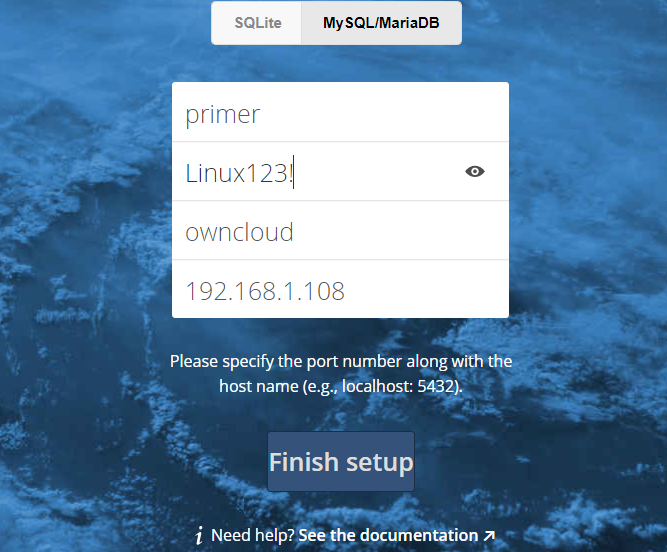 SQLite MySQL/MariaDB
primer
Linux123!
owncloud
192.168.1.108
Please specify the port number along with the
host name (e.g., localhost: 5432).
Finish setup
i Need help? See the documentation ↗